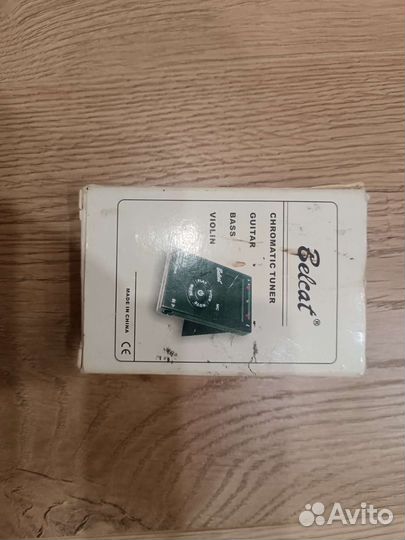 Belcat®
CHROMATIC TUNER
GUITAR
BASS
VIOLIN
MADE IN CHINA
CE
Avito